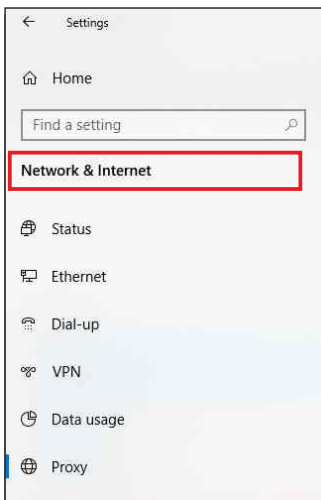 Settings
Home
Find a setting
Network & Internet
Status
Ethernet
Dial-up
VPN
Data usage
Proxy